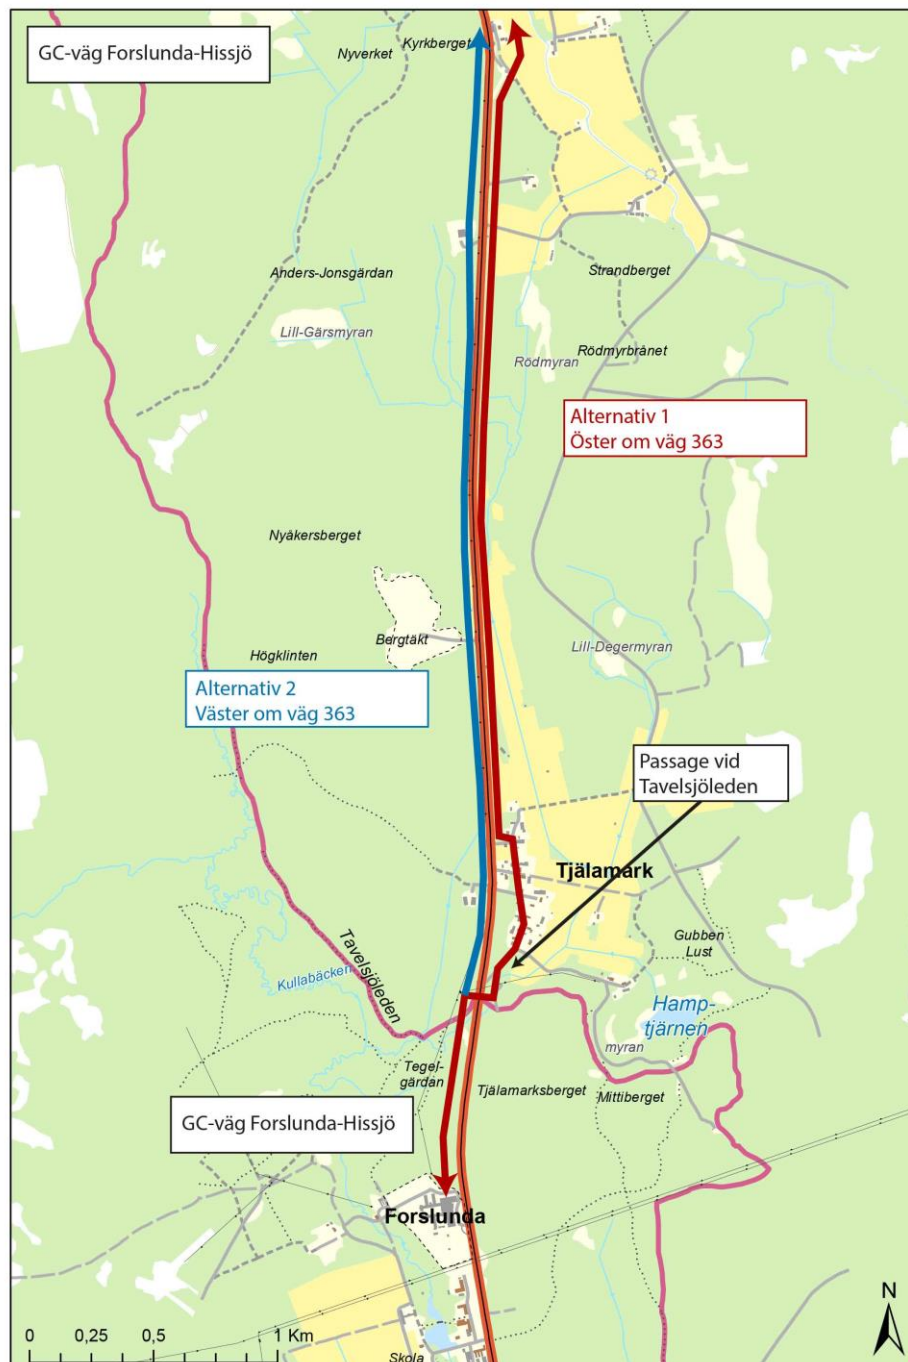 GC-väg Forslunda-Hissjö
Kyrkberget
Nyverket
Anders-Jonsgärdan
Strandberget
Lill-Gärsmyran
Rödmyrbrånet
Rödmyran
Alternativ 1
Öster om väg 363
Nyåkersberget
Bergtäkt
Högklinten
Lill-Degermyran
Alternativ 2
Väster om väg 363
Passage vid
Tavelsjöleden
Tjälamark
Gubben
Lust
Tavelsjöleden
Kullabäcken
Hamp-
tjärnen
myran
Tegel-
gärdan
Tjälamarksberget
Mittiberget
GC-väg Forslunda-Hissjö
Forslunda
N
0 0,25 0,5 1 Km
Skola